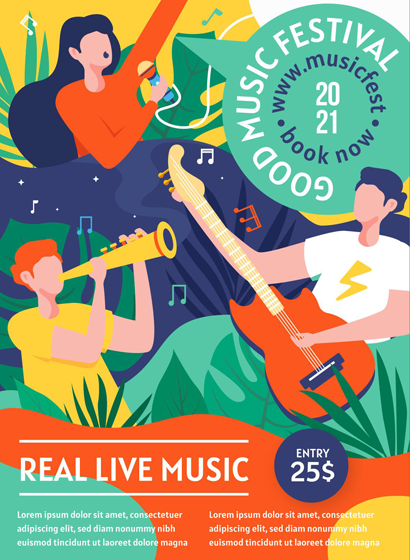 GOOD MUSIC FESTIVAL
www.musicfest
20
21
• book now •
REAL LIVE MUSIC
ENTRY
25$
Lorem ipsum dolor sit amet, consectetuer
adipiscing elit, sed diam nonummy nibh
euismod tincidunt ut laoreet dolore magna
Lorem ipsum dolor sit amet, consectetuer
adipiscing elit, sed diam nonummy nibh
euismod tincidunt ut laoreet dolore magna